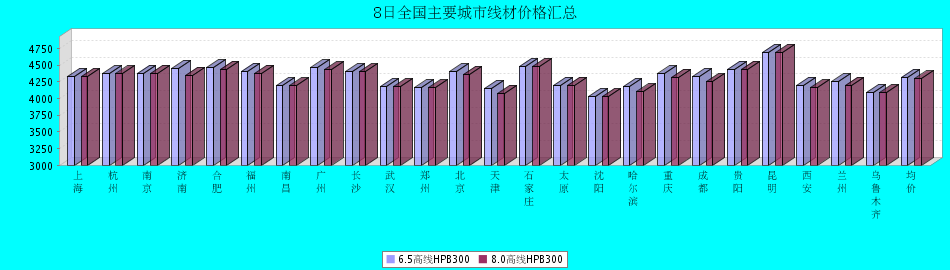 8日全国主要城市线材价格汇总
4750
4500
4250
4000
3750
3500
3250
3000
上海
杭州
南京
济南
合肥
福州
南昌
广州
长沙
武汉
郑州
北京
天津
石家庄
太原
沈阳
哈尔滨
重庆
成都
贵阳
昆明
西安
兰州
乌鲁木齐
均价
6.5高线HPB300 8.0高线HPB300